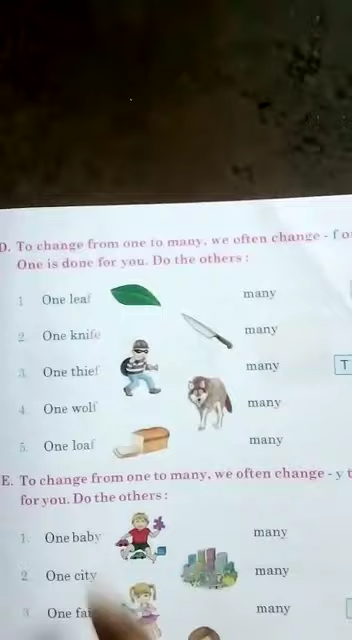 D. To change from one to many, we often change - f
One is done for you. Do the others :
1 One leaf many
2. One knife many
3. One thief many
T
4. One wolf many
5. One loaf many
E. To change from one to many, we often change - y
for you. Do the others :
1. One baby many
2. One city many
3. One many